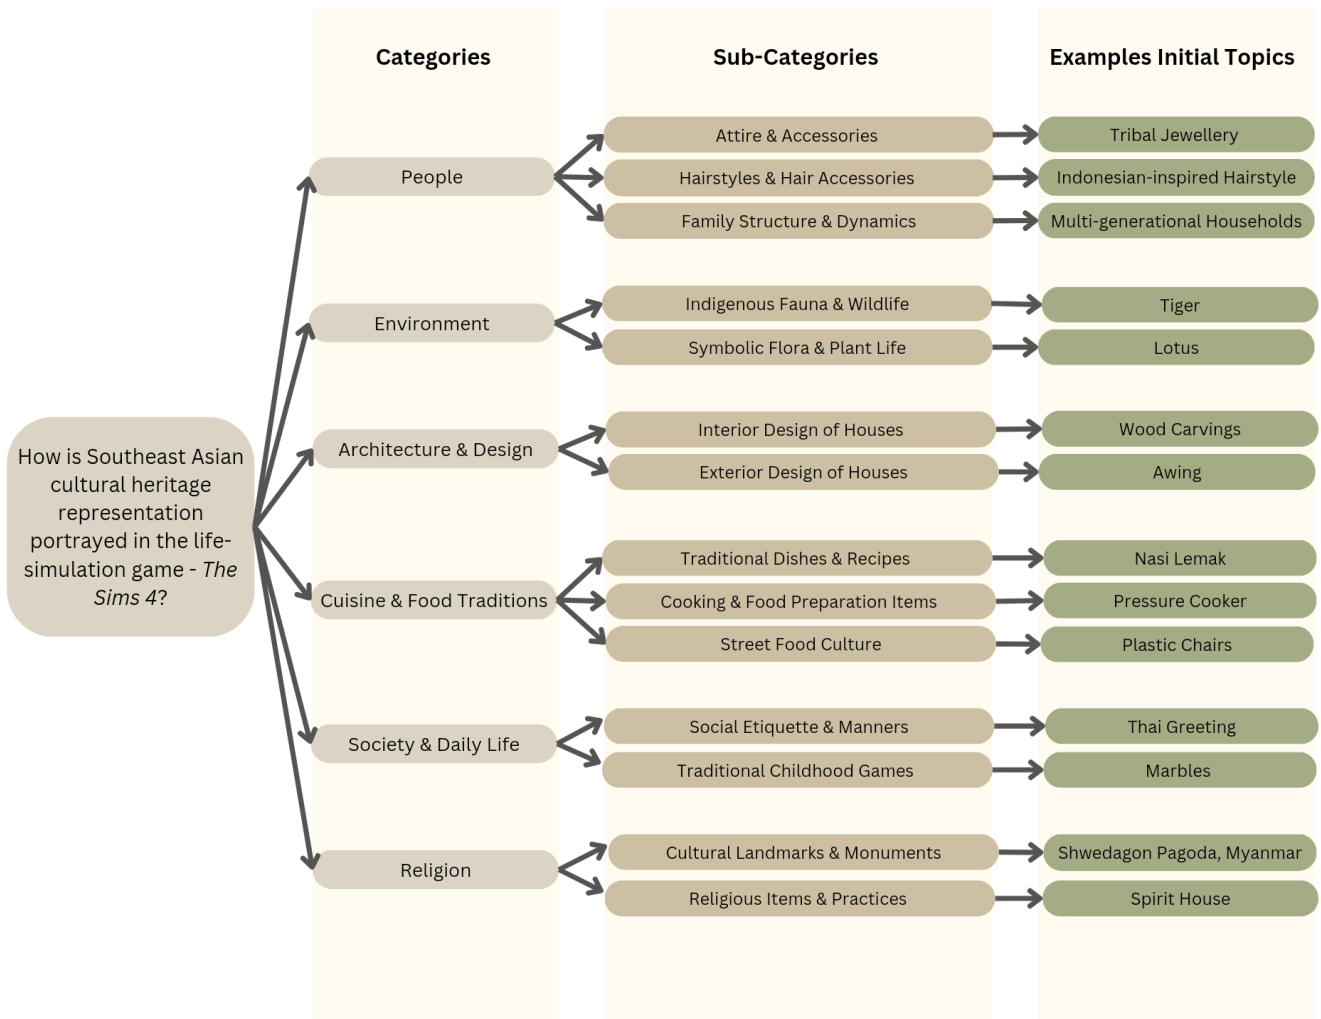 Categories
Sub-Categories
Examples Initial Topics
How is Southeast Asian
cultural heritage
representation
portrayed in the life-
simulation game - The
Sims 4?
People
Attire & Accessories
Tribal Jewellery
Hairstyles & Hair Accessories
Indonesian-inspired Hairstyle
Family Structure & Dynamics
Multi-generational Households
Environment
Indigenous Fauna & Wildlife
Tiger
Symbolic Flora & Plant Life
Lotus
Architecture & Design
Interior Design of Houses
Wood Carvings
Exterior Design of Houses
Awing
Cuisine & Food Traditions
Traditional Dishes & Recipes
Nasi Lemak
Cooking & Food Preparation Items
Pressure Cooker
Street Food Culture
Plastic Chairs
Society & Daily Life
Social Etiquette & Manners
Thai Greeting
Traditional Childhood Games
Marbles
Religion
Cultural Landmarks & Monuments
Shwedagon Pagoda, Myanmar
Religious Items & Practices
Spirit House